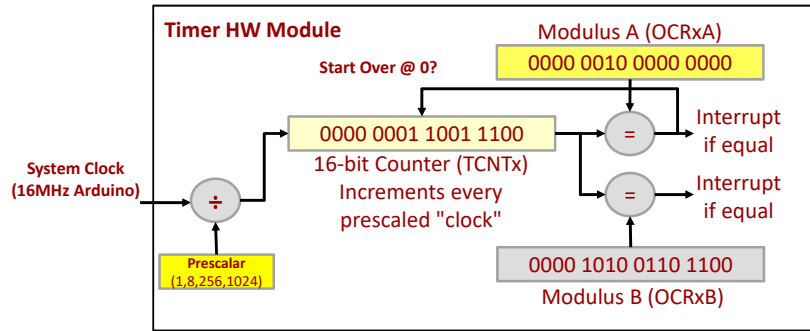 Timer HW Module
Modulus A (OCRxA)
0000 0010 0000 0000
Start Over @ 0?
0000 0001 1001 1100
=
Interrupt
if equal
16-bit Counter (TCNTx)
Increments every
prescaled "clock"
System Clock
(16MHz Arduino)
÷
=
Interrupt
if equal
Prescalar
(1,8,256,1024)
0000 1010 0110 1100
Modulus B (OCRxB)